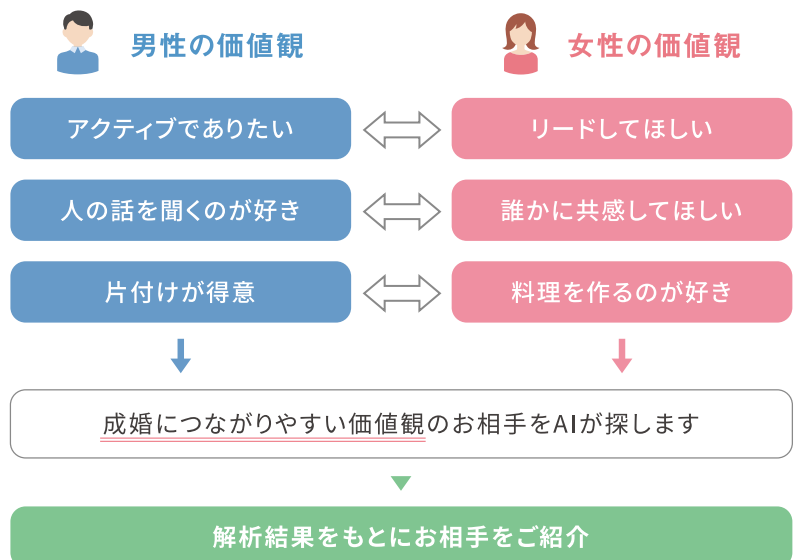 男性の価値観
女性の価値観
アクティブでありたい
リードしてほしい
人の話を聞くのが好き
誰かに共感してほしい
片付けが得意
料理を作るのが好き
成婚につながりやすい価値観のお相手をAIが探します
解析結果をもとにお相手をご紹介